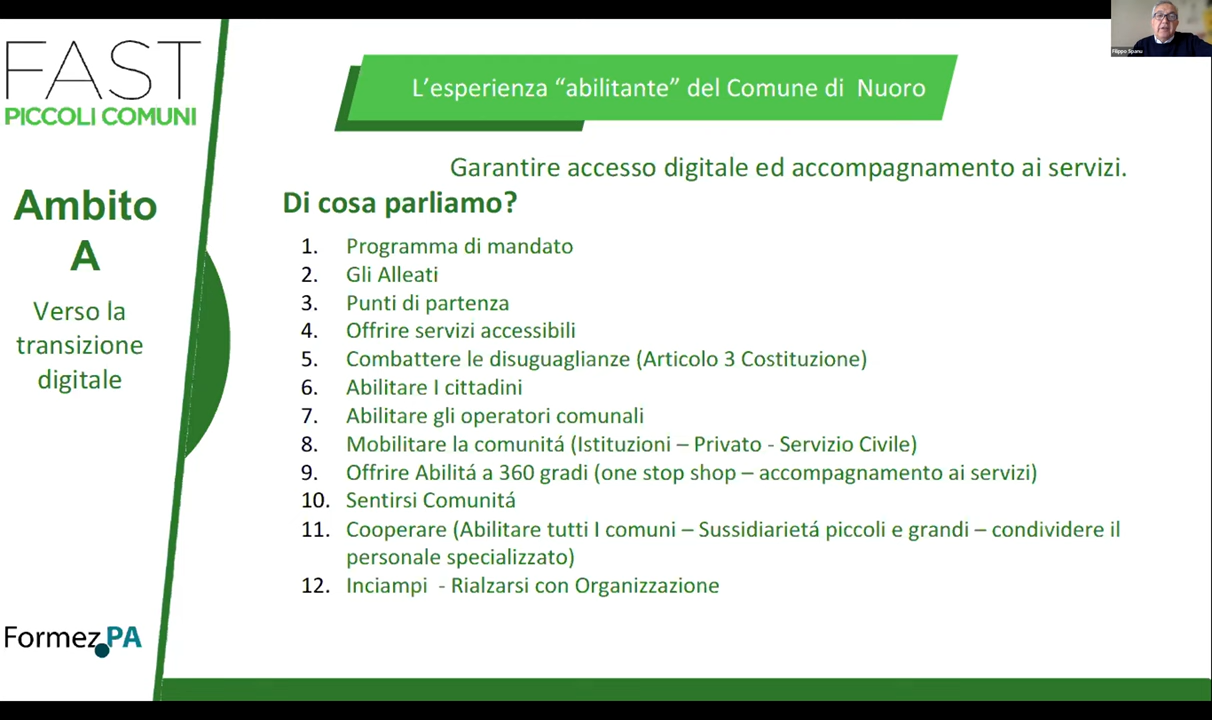 FAST
PICCOLI COMUNI
Ambito
A
Verso la
transizione
digitale
Formez PA
L'esperienza “abilitante” del Comune di Nuoro
Garantire accesso digitale ed accompagnamento ai servizi.
Di cosa parliamo?
1. Programma di mandato
2. Gli Alleati
3. Punti di partenza
4. Offrire servizi accessibili
5. Combattere le disuguaglianze (Articolo 3 Costituzione)
6. Abilitare I cittadini
7. Abilitare gli operatori comunali
8. Mobilitare la comunitá (Istituzioni – Privato - Servizio Civile)
9. Offrire Abilitá a 360 gradi (one stop shop – accompagnamento ai servizi)
10. Sentirsi Comunitá
11. Cooperare (Abilitare tutti I comuni – Sussidiarietá piccoli e grandi – condividere il
personale specializzato)
12. Inciampi - Rialzarsi con Organizzazione
Filippo Spanu